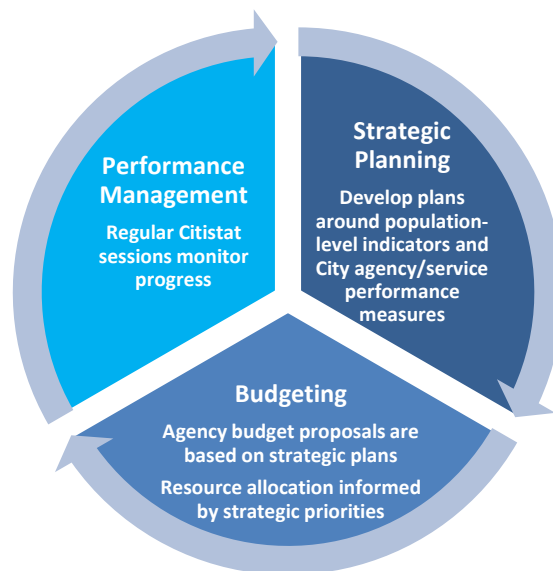 Strategic
Planning
Develop plans
around population-
level indicators and
City agency/service
performance
measures
Budgeting
Agency budget proposals are
based on strategic plans
Resource allocation informed
by strategic priorities
Performance
Management
Regular Citistat
sessions monitor
progress